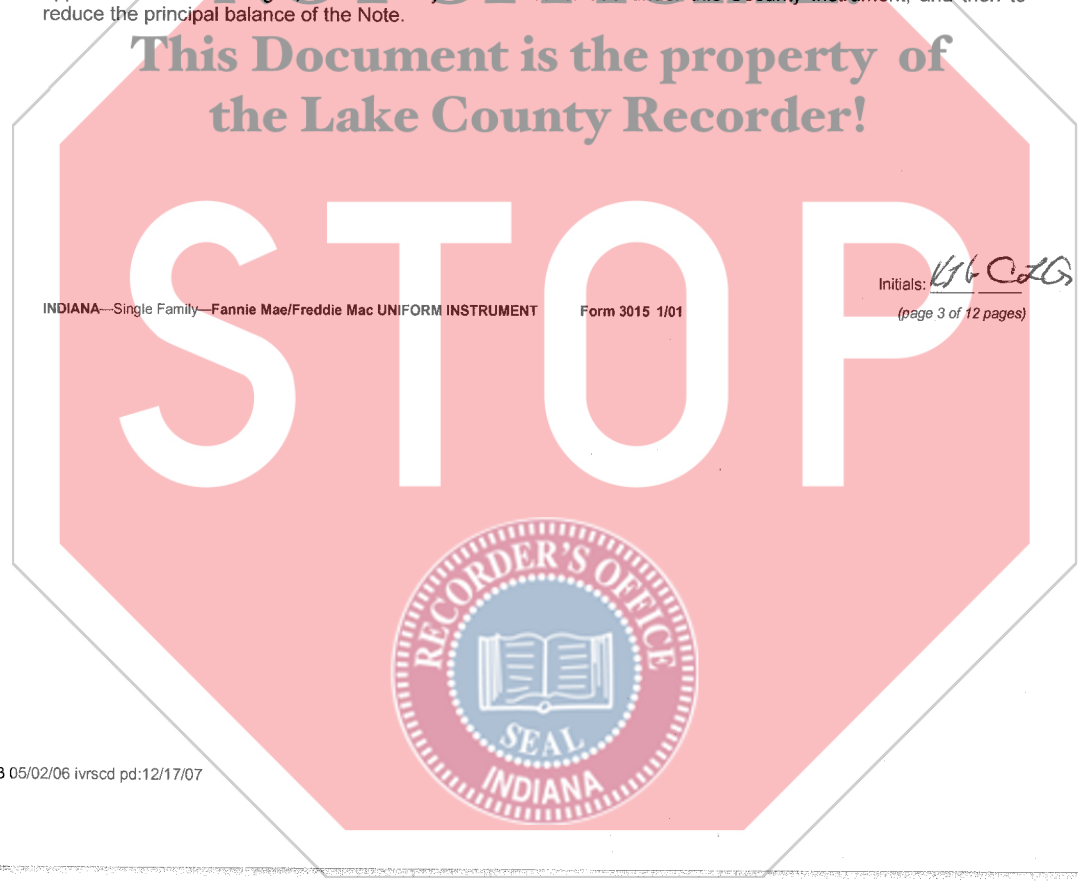 reduce the principal balance of the Note.
This Document is the property of
the Lake County Recorder!
STOP
Initials: CLG
INDIANA—Single Family—Fannie Mae/Freddie Mac UNIFORM INSTRUMENT Form 3015 1/01 (page 3 of 12 pages)
RECORDER'S OFFICE
SEAL
INDIANA
05/02/06 ivrscd pd:12/17/07